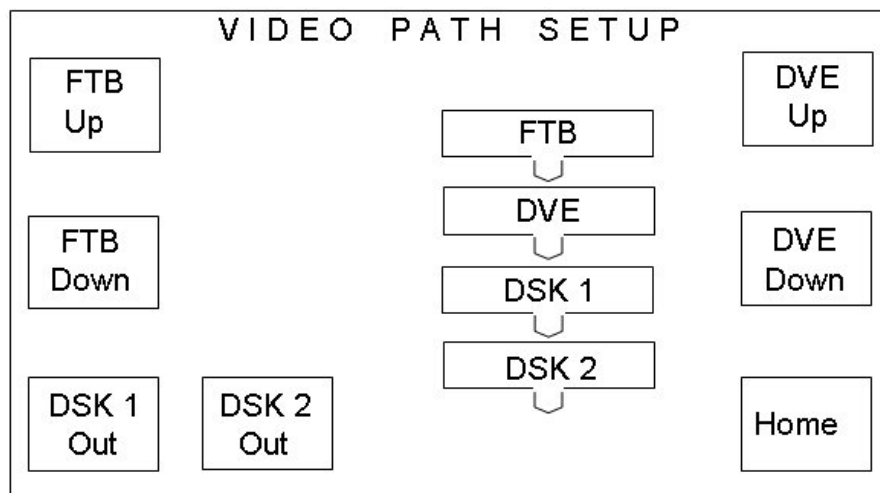 VIDEO PATH SETUP
FTB
Up
FTB
Down
DSK 1
Out
DSK 2
Out
FTB
DVE
DSK 1
DSK 2
DVE
Up
DVE
Down
Home